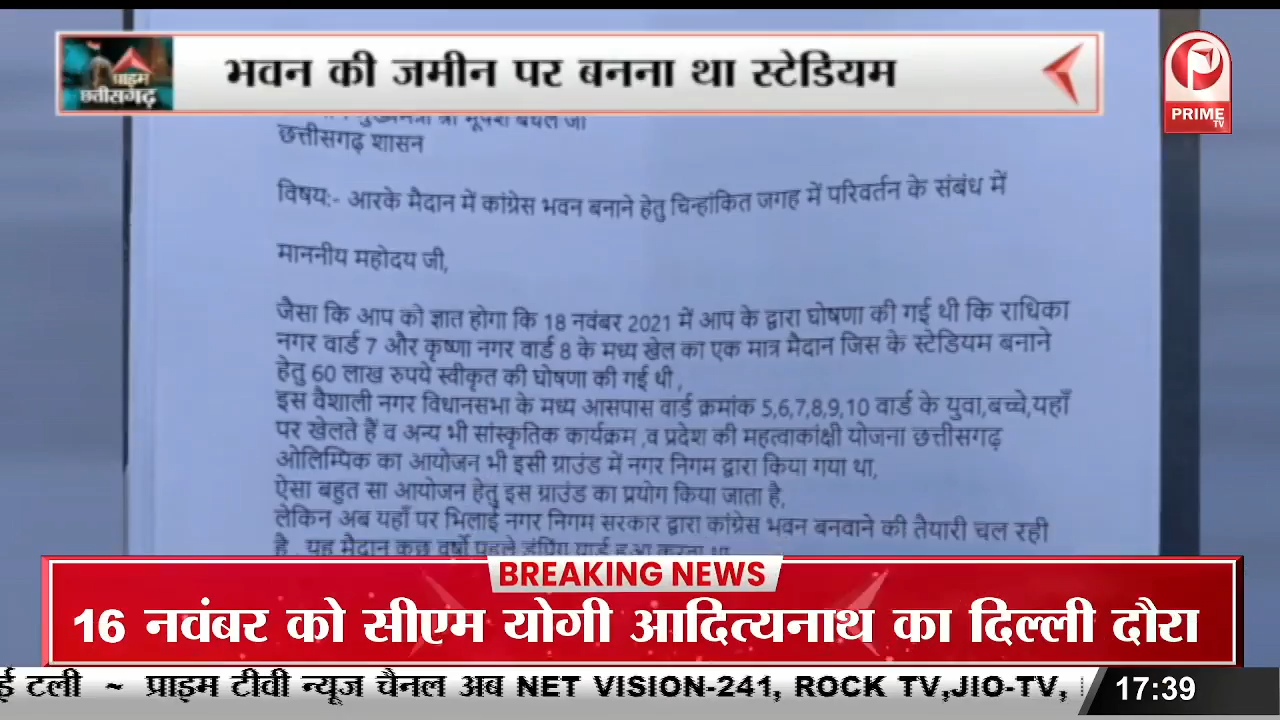 भवन की जमीन पर बनना था स्टेडियम
प्राइम
छत्तीसगढ़
PRIME
TV
छत्तीसगढ़ शासन
विषय:- आरके मैदान में कांग्रेस भवन बनाने हेतु चिन्हांकित जगह में परिवर्तन के संबंध में
माननीय महोदय जी,
जैसा कि आप को ज्ञात होगा कि 18 नवंबर 2021 में आप के द्वारा घोषणा की गई थी कि राधिका
नगर वार्ड 7 और कृष्णा नगर वार्ड 8 के मध्य खेल का एक मात्र मैदान जिस के स्टेडियम बनाने
हेतु 60 लाख रुपये स्वीकृत की घोषणा की गई थी ,
इस वैशाली नगर विधानसभा के मध्य आसपास वार्ड क्रमांक 5,6,7,8,9,10 वार्ड के युवा,बच्चे,यहाँ
पर खेलते हैं व अन्य भी सांस्कृतिक कार्यक्रम ,व प्रदेश की महत्वाकांक्षी योजना छत्तीसगढ़
ओलिम्पिक का आयोजन भी इसी ग्राउंड में नगर निगम द्वारा किया गया था,
ऐसा बहुत सा आयोजन हेतु इस ग्राउंड का प्रयोग किया जाता है,
लेकिन अब यहाँ पर भिलाई नगर निगम सरकार द्वारा कांग्रेस भवन बनवाने की तैयारी चल रही
है , यह मैदान कुछ वर्षो पहले डंपिंग यार्ड हुआ करता था
BREAKING NEWS
16 नवंबर को सीएम योगी आदित्यनाथ का दिल्ली दौरा
टली ~ प्राइम टीवी न्यूज चैनल अब NET VISION-241, ROCK TV,JIO-TV,
17:39